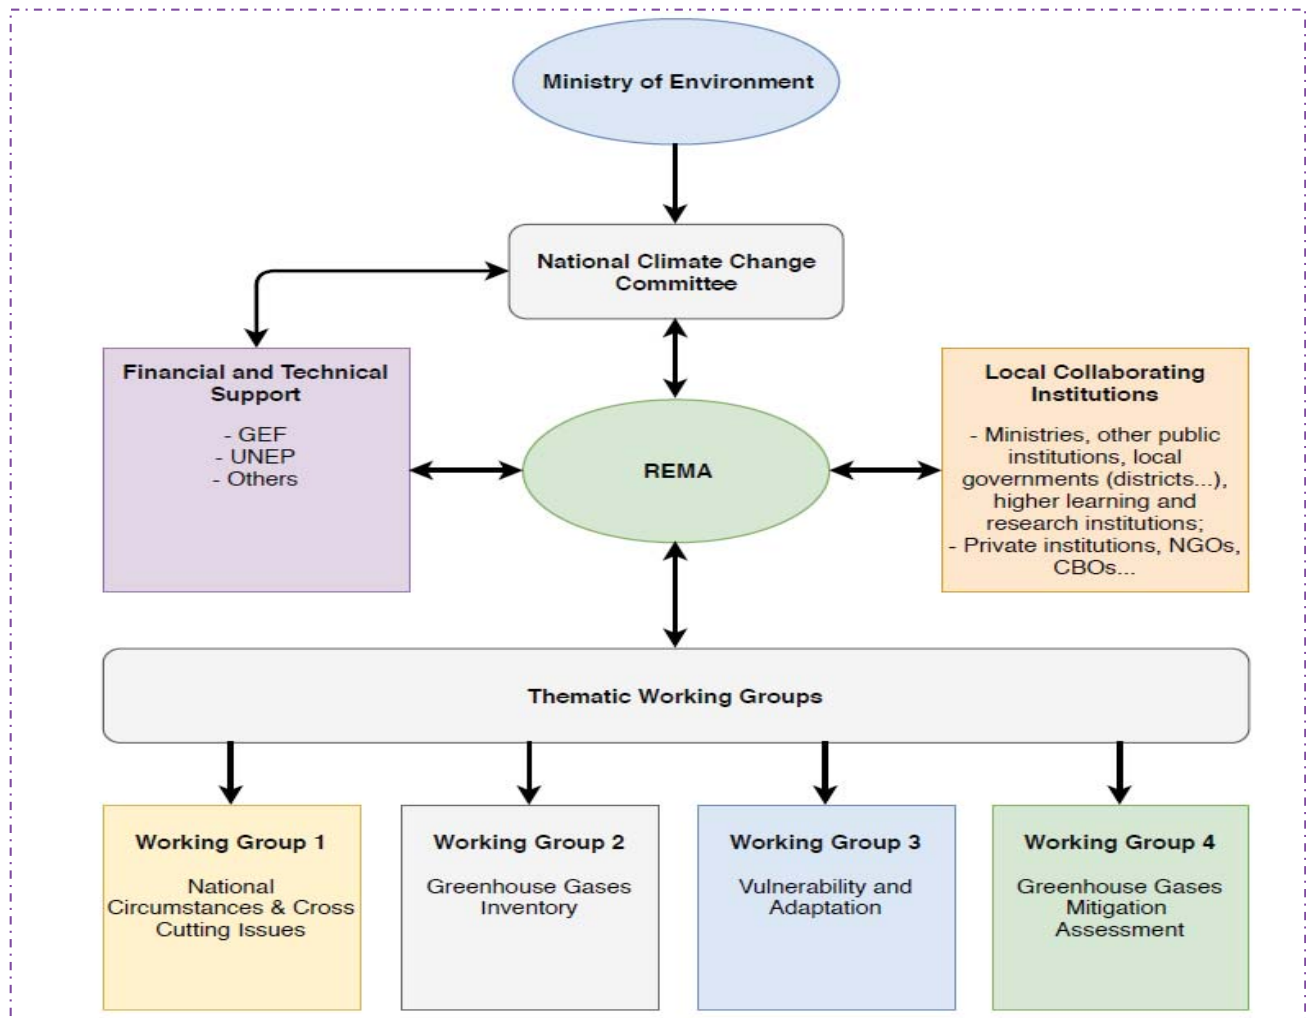 Ministry of Environment
National Climate Change
Committee
Financial and Technical
Support
- GEF
- UNEP
- Others
REMA
Local Collaborating
Institutions
- Ministries, other public
institutions, local
governments (districts...),
higher learning and
research institutions;
- Private institutions, NGOs,
CBOs...
Thematic Working Groups
Working Group 1
National
Circumstances & Cross
Cutting Issues
Working Group 2
Greenhouse Gases
Inventory
Working Group 3
Vulnerability and
Adaptation
Working Group 4
Greenhouse Gases
Mitigation
Assessment